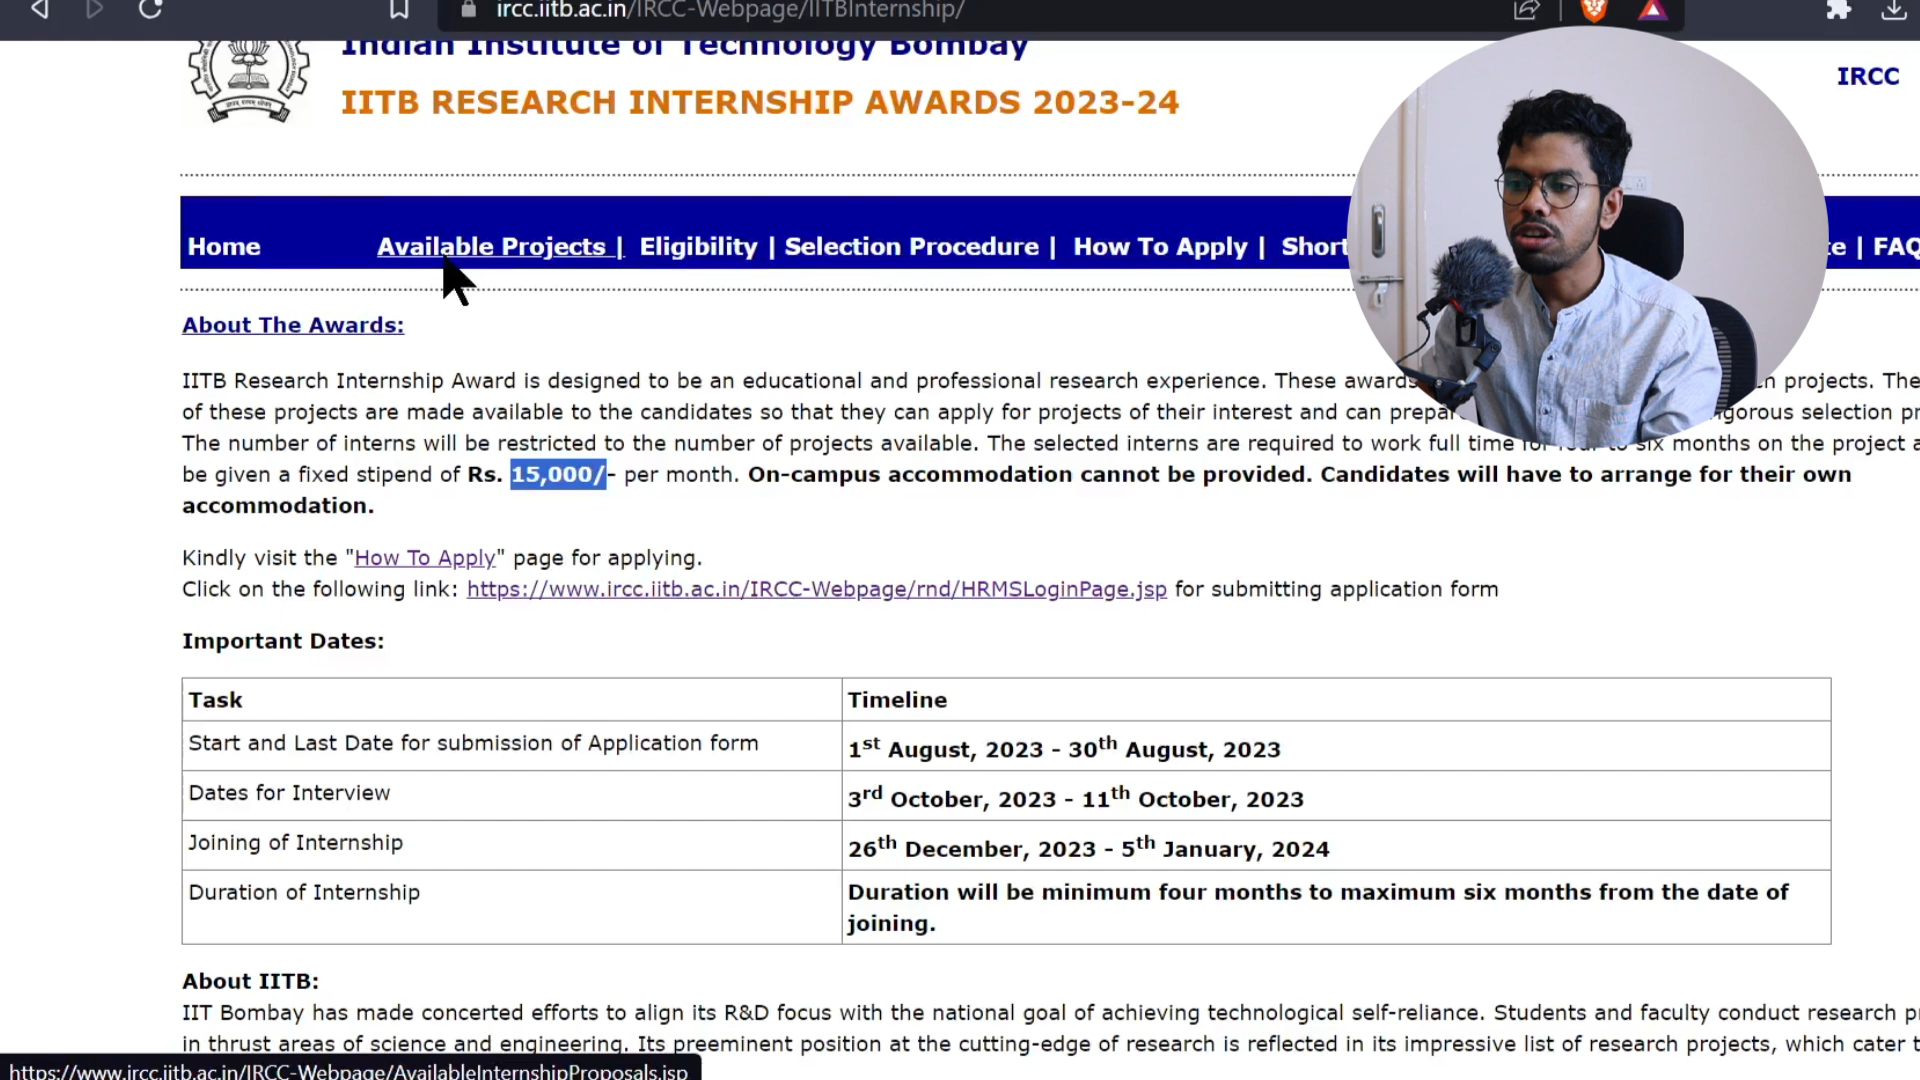 ircc.iitb.ac.in/IRCC-Webpage/IITBInternship/
Indian Institute of Technology Bombay
IITB RESEARCH INTERNSHIP AWARDS 2023-24
IRCC
Home Available Projects | Eligibility | Selection Procedure | How To Apply | Short te | FAQ
About The Awards:
IITB Research Internship Award is designed to be an educational and professional research experience. These awards projects. The
of these projects are made available to the candidates so that they can apply for projects of their interest and can prepar gorous selection pr
The number of interns will be restricted to the number of projects available. The selected interns are required to work full time for four to six months on the project a
be given a fixed stipend of Rs. 15,000/- per month. On-campus accommodation cannot be provided. Candidates will have to arrange for their own
accommodation.
Kindly visit the "How To Apply" page for applying.
Click on the following link: https://www.ircc.iitb.ac.in/IRCC-Webpage/rnd/HRMSLoginPage.jsp for submitting application form
Important Dates:
Task Timeline
Start and Last Date for submission of Application form 1st August, 2023 - 30th August, 2023
Dates for Interview 3rd October, 2023 - 11th October, 2023
Joining of Internship 26th December, 2023 - 5th January, 2024
Duration of Internship Duration will be minimum four months to maximum six months from the date of
joining.
About IITB:
IIT Bombay has made concerted efforts to align its R&D focus with the national goal of achieving technological self-reliance. Students and faculty conduct research pr
in thrust areas of science and engineering. Its preeminent position at the cutting-edge of research is reflected in its impressive list of research projects, which cater t
https://www.ircc.iitb.ac.in/IRCC-Webpage/AvailableInternshipProposals.jsp